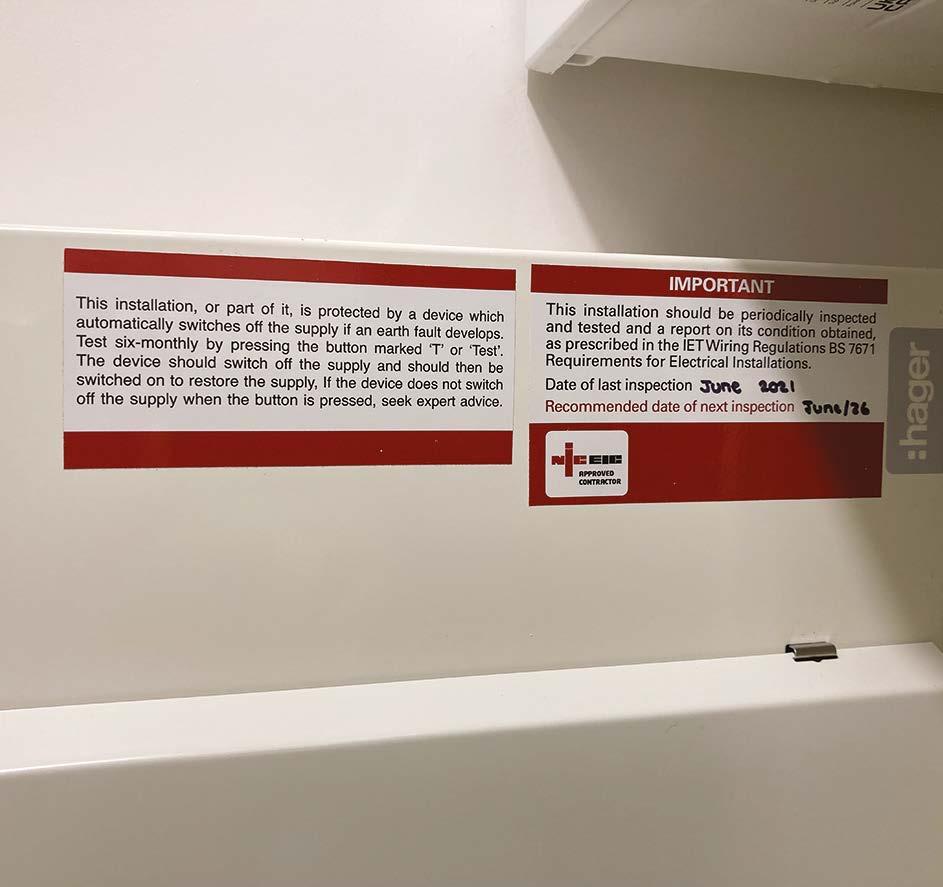 This installation, or part of it, is protected by a device which
automatically switches off the supply if an earth fault develops.
Test six-monthly by pressing the button marked ‘T’ or ‘Test’.
The device should switch off the supply and should then be
switched on to restore the supply, If the device does not switch
off the supply when the button is pressed, seek expert advice.
IMPORTANT
This installation should be periodically inspected
and tested and a report on its condition obtained,
as prescribed in the IET Wiring Regulations BS 7671
Requirements for Electrical Installations.
Date of last inspection June 2021
Recommended date of next inspection June/26
NICEIC
APPROVED
CONTRACTOR
:hager